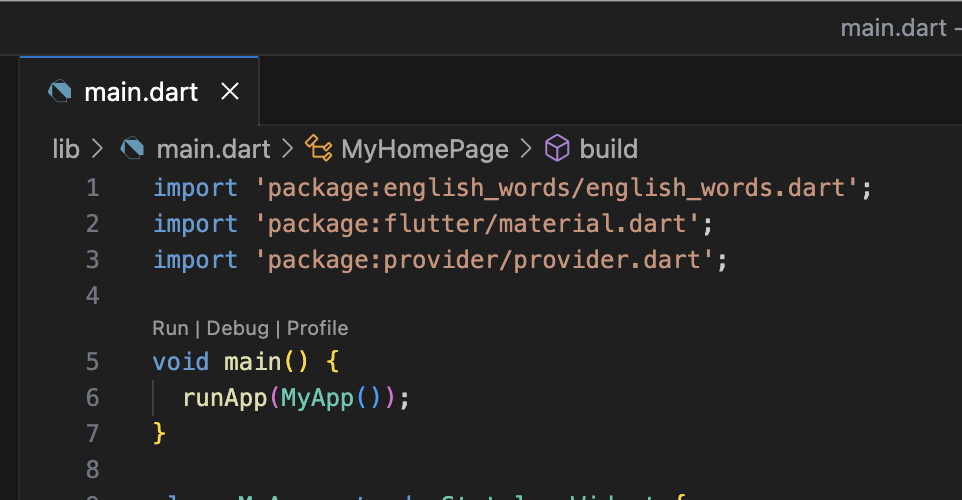 main.dart –
main.dart
lib > main.dart > MyHomePage > build
1 import 'package:english_words/english_words.dart';
2 import 'package:flutter/material.dart';
3 import 'package:provider/provider.dart';
4
Run | Debug | Profile
5 void main() {
6 runApp(MyApp());
7 }
8